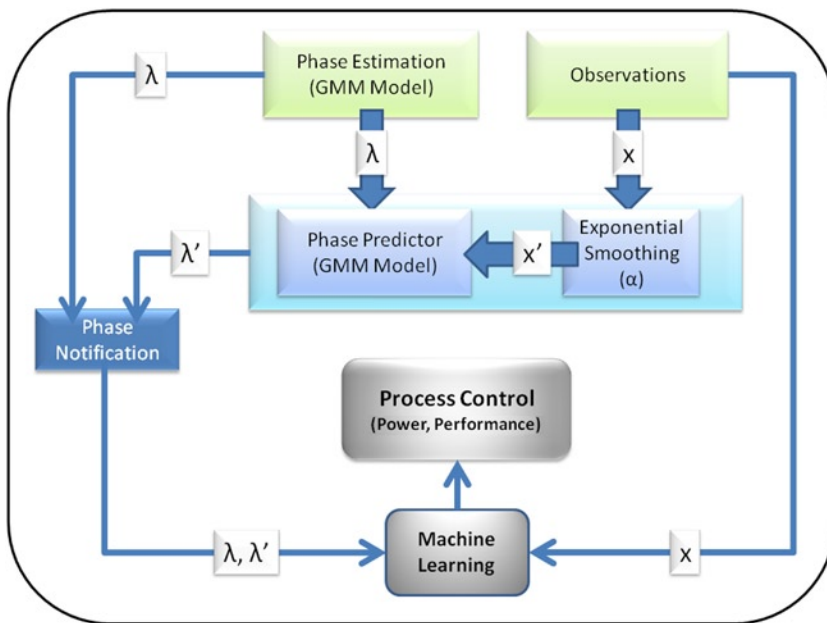 Phase Estimation
(GMM Model)
Observations
λ
λ
x
Phase Predictor
(GMM Model)
x’
Exponential
Smoothing
(α)
λ’
Phase
Notification
Process Control
(Power, Performance)
Machine
Learning
λ, λ’
x